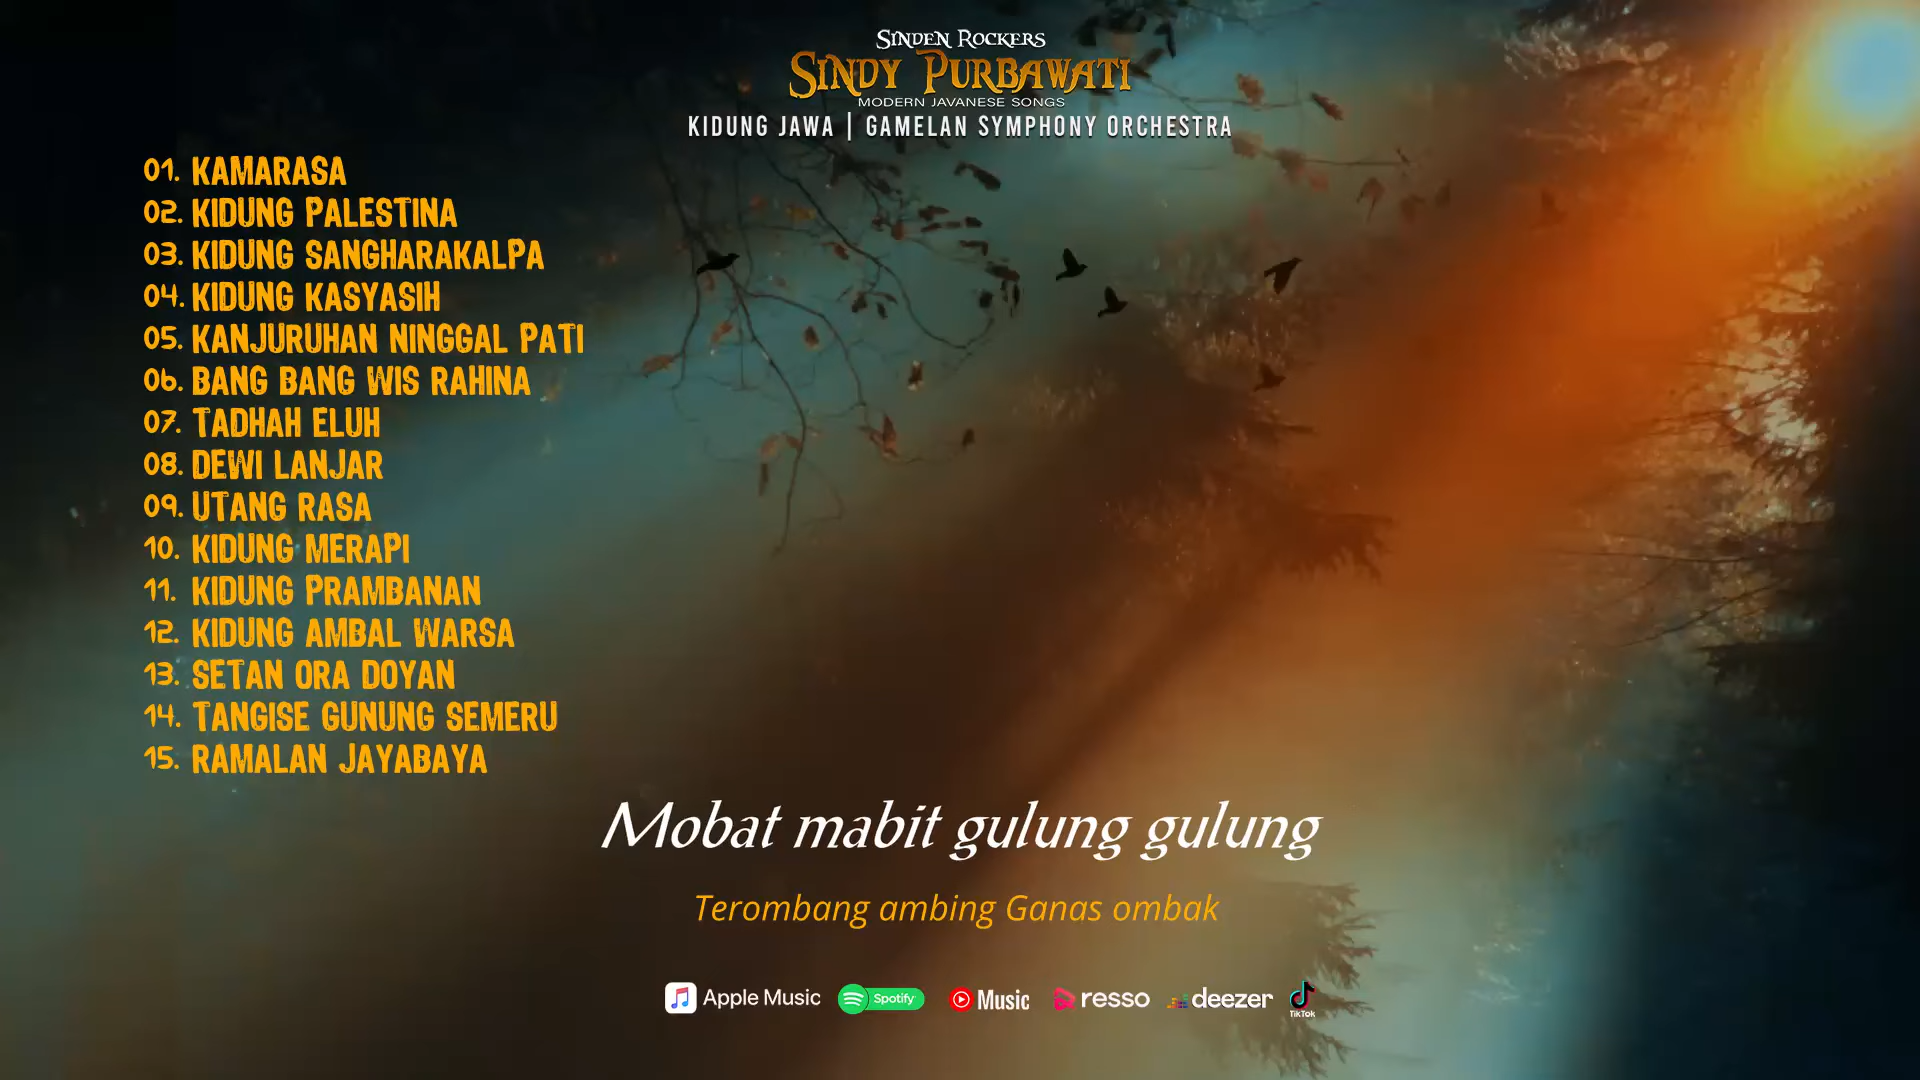 Sinden Rockers
Sindy Purbawati
MODERN JAVANESE SONGS
KIDUNG JAWA | GAMELAN SYMPHONY ORCHESTRA
01. KAMARASA
02. KIDUNG PALESTINA
03. KIDUNG SANGHARAKALPA
04. KIDUNG KASYASIH
05. KANJURUHAN NINGGAL PATI
06. BANG BANG WIS RAHINA
07. TADHAH ELUH
08. DEWI LANJAR
09. UTANG RASA
10. KIDUNG MERAPI
11. KIDUNG PRAMBANAN
12. KIDUNG AMBAL WARSA
13. SETAN ORA DOYAN
14. TANGISE GUNUNG SEMERU
15. RAMALAN JAYABAYA
Mobat mabit gulung gulung
Terombang ambing Ganas ombak
Apple Music Spotify Music resso deezer TikTok